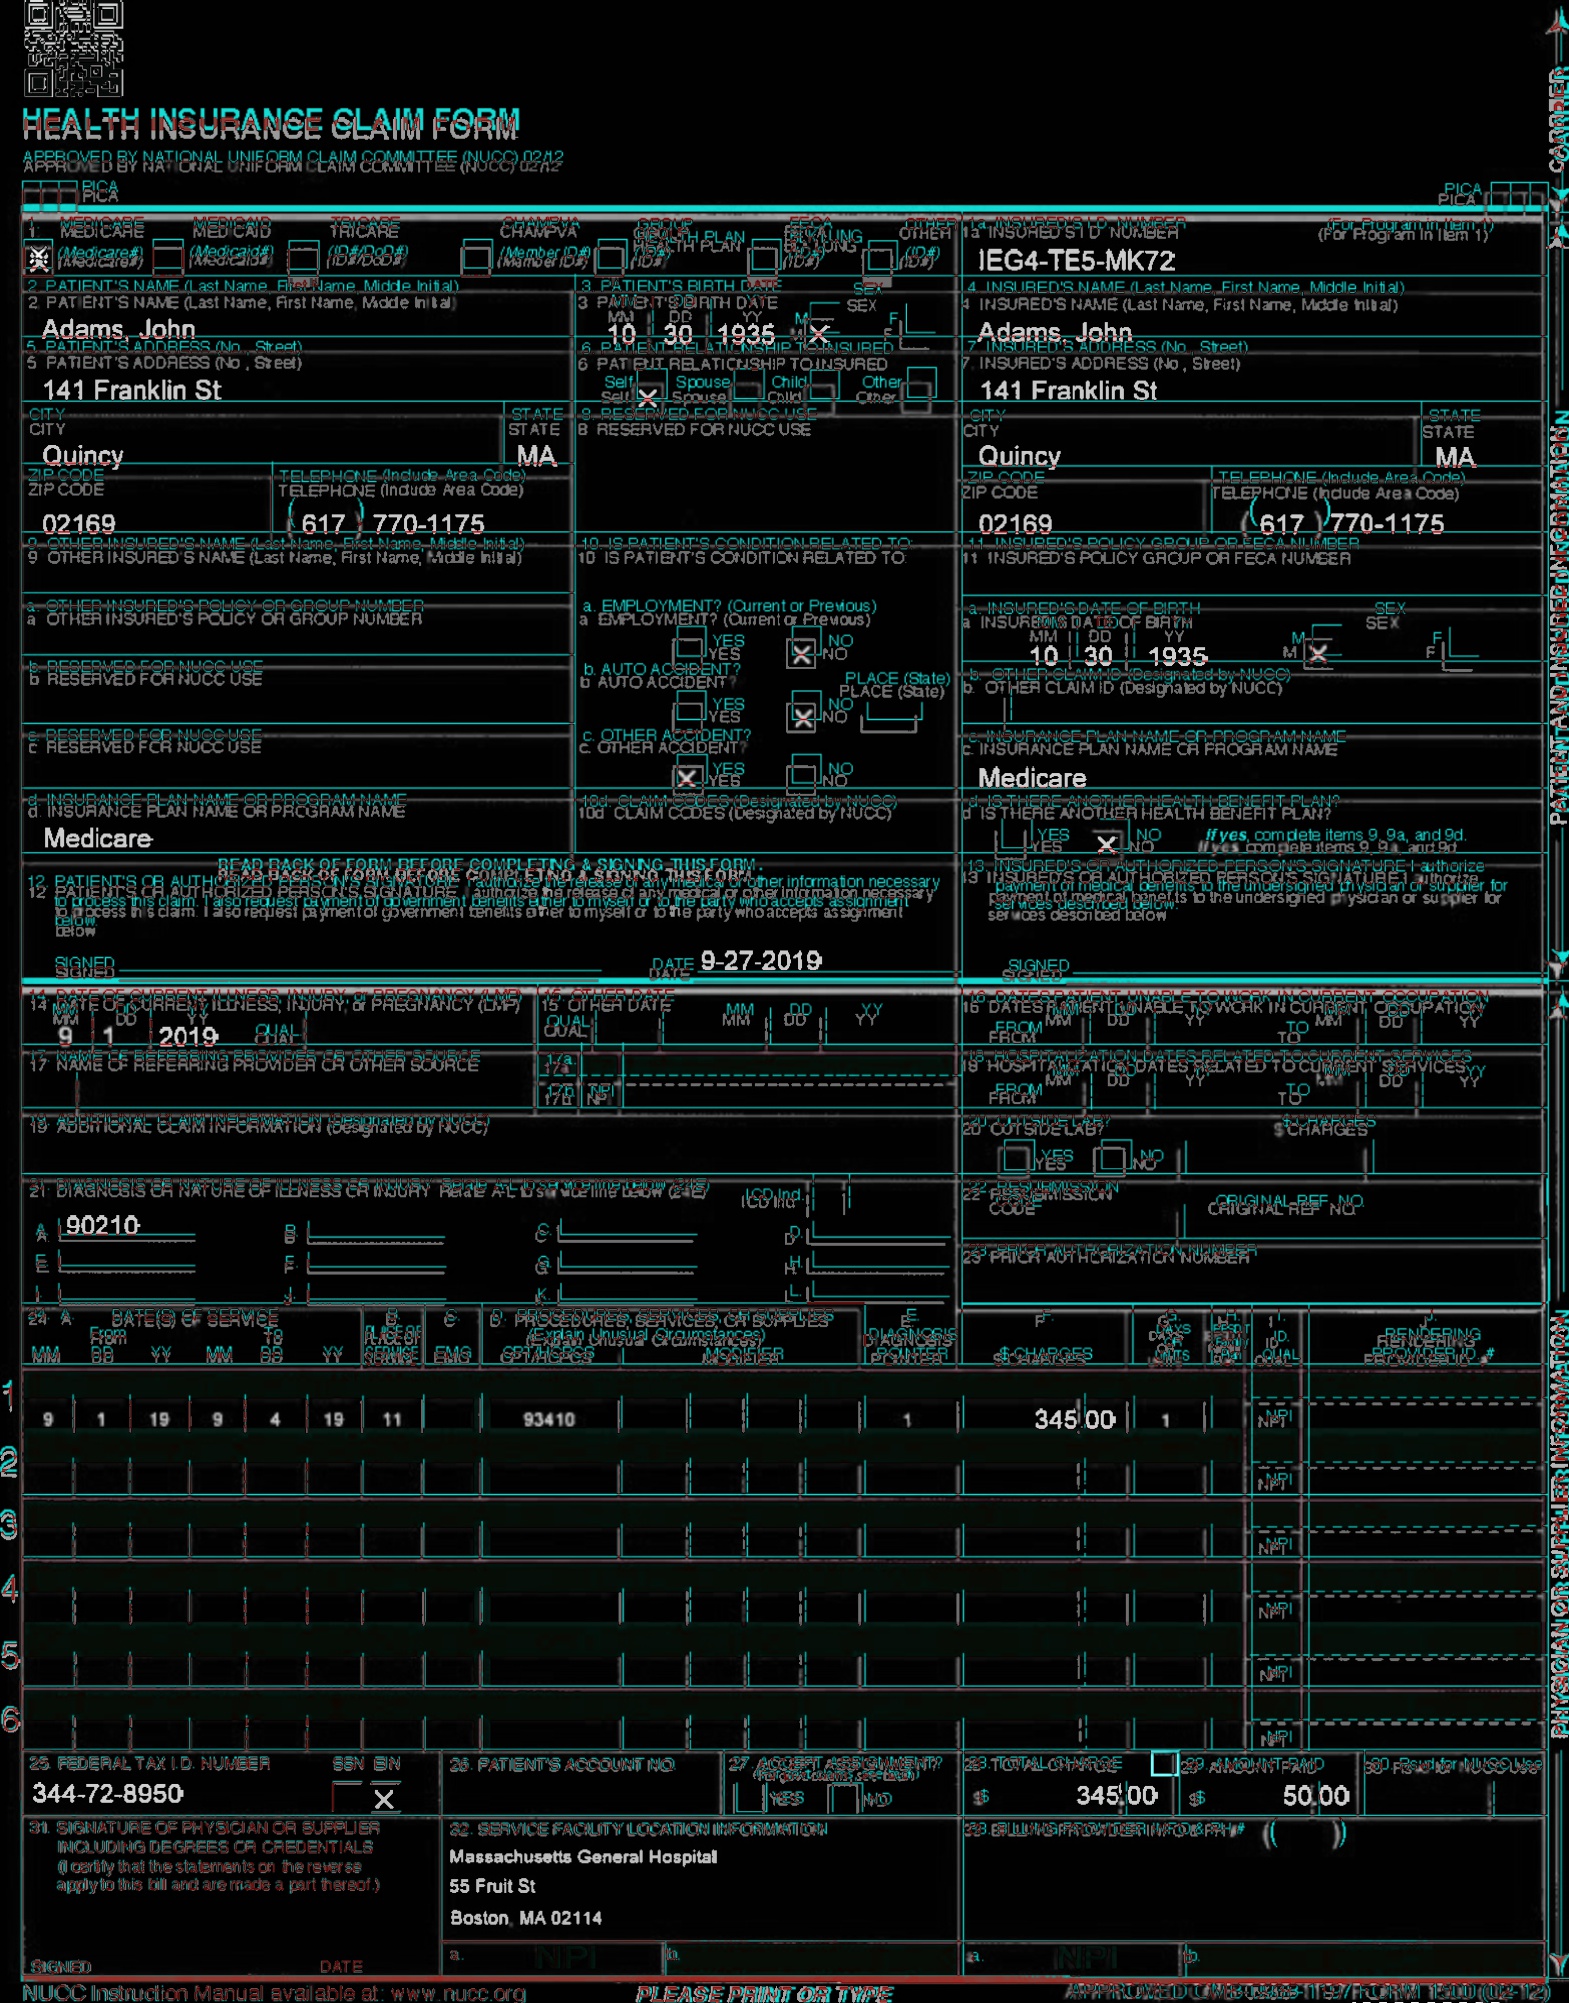 HEALTH INSURANCE CLAIM FORM
APPROVED BY NATIONAL UNIFORM CLAIM COMMITTEE (NUCC) 02/12
PICA
PICA
CARRIER
1. MEDICARE MEDICAID TRICARE CHAMPVA GROUP HEALTH PLAN FECA BLK LUNG OTHER
(Medicare#) (Medicaid#) (ID#/DoD#) (Member ID#) (ID#) (ID#) (ID#)
1a. INSURED'S I.D. NUMBER (For Program in Item 1)
IEG4-TE5-MK72
2. PATIENT'S NAME (Last Name, First Name, Middle Initial)
Adams, John
3. PATIENT'S BIRTH DATE SEX
MM DD YY M F
10 30 1935 X
4. INSURED'S NAME (Last Name, First Name, Middle Initial)
Adams, John
5. PATIENT'S ADDRESS (No., Street)
141 Franklin St
6. PATIENT RELATIONSHIP TO INSURED
Self X Spouse Child Other
7. INSURED'S ADDRESS (No., Street)
141 Franklin St
CITY STATE
Quincy MA
8. RESERVED FOR NUCC USE
CITY STATE
Quincy MA
ZIP CODE TELEPHONE (Include Area Code)
02169 (617) 770-1175
ZIP CODE TELEPHONE (Include Area Code)
02169 (617) 770-1175
9. OTHER INSURED'S NAME (Last Name, First Name, Middle Initial)
10. IS PATIENT'S CONDITION RELATED TO:
11. INSURED'S POLICY GROUP OR FECA NUMBER
a. OTHER INSURED'S POLICY OR GROUP NUMBER
a. EMPLOYMENT? (Current or Previous)
YES X NO
a. INSURED'S DATE OF BIRTH SEX
MM DD YY M F
10 30 1935 X
b. RESERVED FOR NUCC USE
b. AUTO ACCIDENT? PLACE (State)
YES X NO
b. OTHER CLAIM ID (Designated by NUCC)
c. RESERVED FOR NUCC USE
c. OTHER ACCIDENT?
X YES NO
c. INSURANCE PLAN NAME OR PROGRAM NAME
Medicare
d. INSURANCE PLAN NAME OR PROGRAM NAME
Medicare
10d. CLAIM CODES (Designated by NUCC)
d. IS THERE ANOTHER HEALTH BENEFIT PLAN?
YES X NO If yes, complete items 9, 9a, and 9d.
READ BACK OF FORM BEFORE COMPLETING & SIGNING THIS FORM.
12. PATIENT'S OR AUTHORIZED PERSON'S SIGNATURE I authorize the release of any medical or other information necessary
to process this claim. I also request payment of government benefits either to myself or to the party who accepts assignment
below.
SIGNED DATE 9-27-2019
13. INSURED'S OR AUTHORIZED PERSON'S SIGNATURE I authorize
payment of medical benefits to the undersigned physician or supplier for
services described below.
SIGNED
PATIENT AND INSURED INFORMATION
14. DATE OF CURRENT ILLNESS, INJURY, or PREGNANCY (LMP)
MM DD YY QUAL.
9 1 2019
15. OTHER DATE
QUAL. MM DD YY
16. DATES PATIENT UNABLE TO WORK IN CURRENT OCCUPATION
FROM MM DD YY TO MM DD YY
17. NAME OF REFERRING PROVIDER OR OTHER SOURCE
17a.
17b. NPI
18. HOSPITALIZATION DATES RELATED TO CURRENT SERVICES
FROM MM DD YY TO MM DD YY
19. ADDITIONAL CLAIM INFORMATION (Designated by NUCC)
20. OUTSIDE LAB? $ CHARGES
YES NO
21. DIAGNOSIS OR NATURE OF ILLNESS OR INJURY Relate A-L to service line below (24E) ICD Ind.
A. 90210 B. C. D.
E. F. G. H.
I. J. K. L.
22. RESUBMISSION CODE ORIGINAL REF. NO.
23. PRIOR AUTHORIZATION NUMBER
24. A. DATE(S) OF SERVICE B. C. D. PROCEDURES, SERVICES, OR SUPPLIES E. F. G. H. I. J.
From To PLACE OF (Explain Unusual Circumstances) DIAGNOSIS DAYS OR ID. RENDERING
MM DD YY MM DD YY SERVICE EMG CPT/HCPCS MODIFIER POINTER $ CHARGES UNITS QUAL. PROVIDER ID. #
1 9 1 19 9 4 19 11 93410 1 345 00 1 NPI
2 NPI
3 NPI
4 NPI
5 NPI
6 NPI
PHYSICIAN OR SUPPLIER INFORMATION
25. FEDERAL TAX I.D. NUMBER SSN EIN
344-72-8950 X
26. PATIENT'S ACCOUNT NO.
27. ACCEPT ASSIGNMENT?
YES NO
28. TOTAL CHARGE
$ 345 00
29. AMOUNT PAID
$ 50 00
30. Rsvd for NUCC Use
31. SIGNATURE OF PHYSICIAN OR SUPPLIER
INCLUDING DEGREES OR CREDENTIALS
(I certify that the statements on the reverse
apply to this bill and are made a part thereof.)
SIGNED DATE
32. SERVICE FACILITY LOCATION INFORMATION
Massachusetts General Hospital
55 Fruit St
Boston, MA 02114
a. NPI b.
33. BILLING PROVIDER INFO & PH # ( )
a. NPI b.
NUCC Instruction Manual available at: www.nucc.org
PLEASE PRINT OR TYPE
APPROVED OMB-0938-1197 FORM 1500 (02-12)